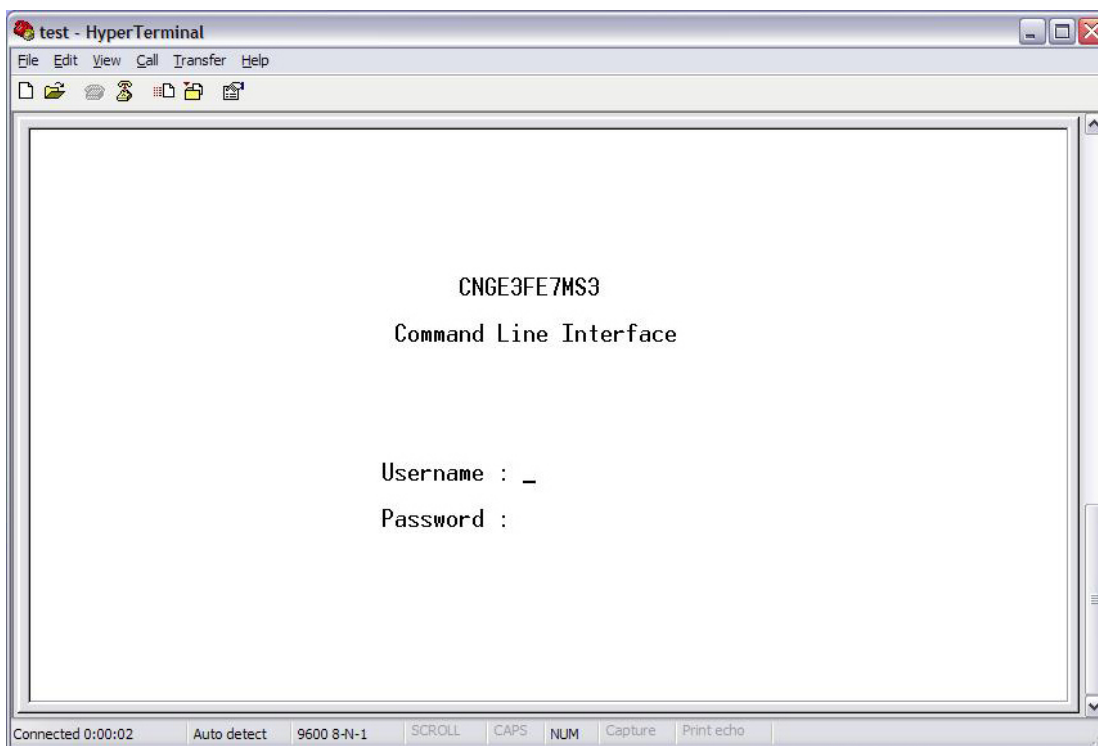 test - HyperTerminal
File Edit View Call Transfer Help
CNGE3FE7MS3
Command Line Interface
Username : _
Password :
Connected 0:00:02 Auto detect 9600 8-N-1 SCROLL CAPS NUM Capture Print echo